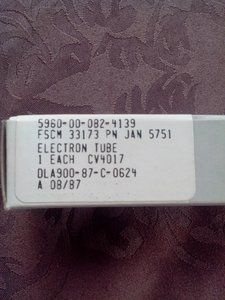 5960-00-082-4139
FSCM 33173 PN JAN 5751
ELECTRON TUBE
1 EACH CV4017
DLA900-87-C-0624
A 08/87